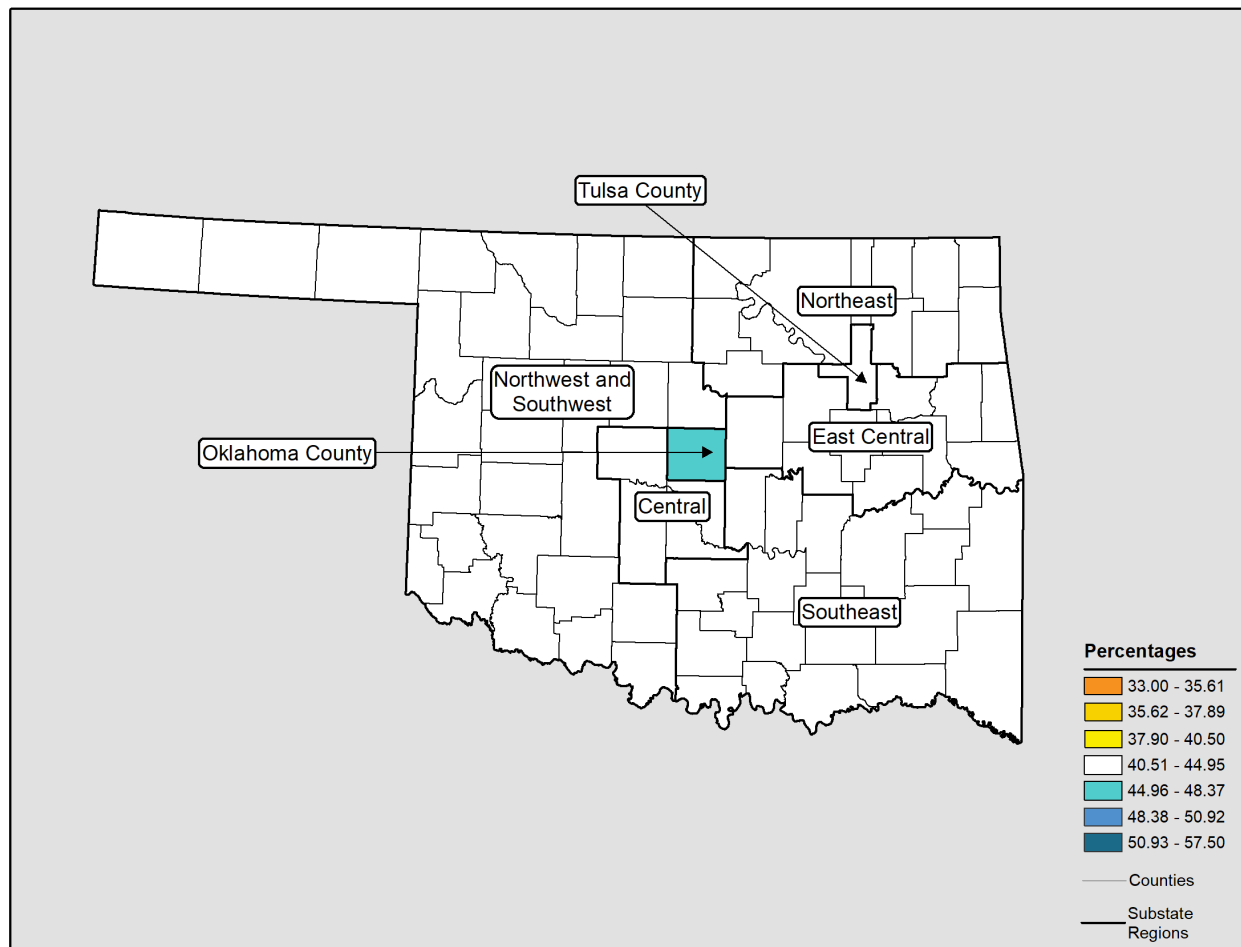 Tulsa County
Northeast
Northwest and
Southwest
East Central
Oklahoma County
Central
Southeast
Percentages
33.00 - 35.61
35.62 - 37.89
37.90 - 40.50
40.51 - 44.95
44.96 - 48.37
48.38 - 50.92
50.93 - 57.50
Counties
Substate
Regions